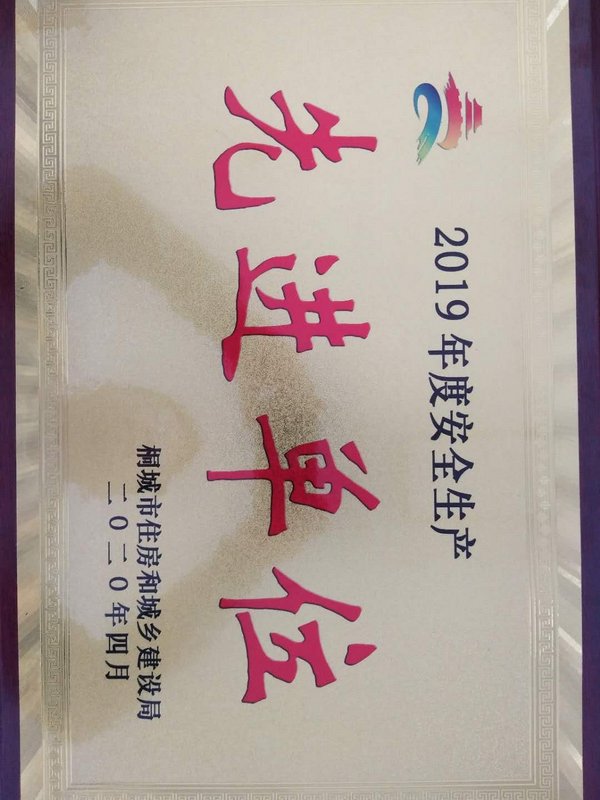 2019年度安全生产
先进单位
桐城市住房和城乡建设局
二〇二〇年四月